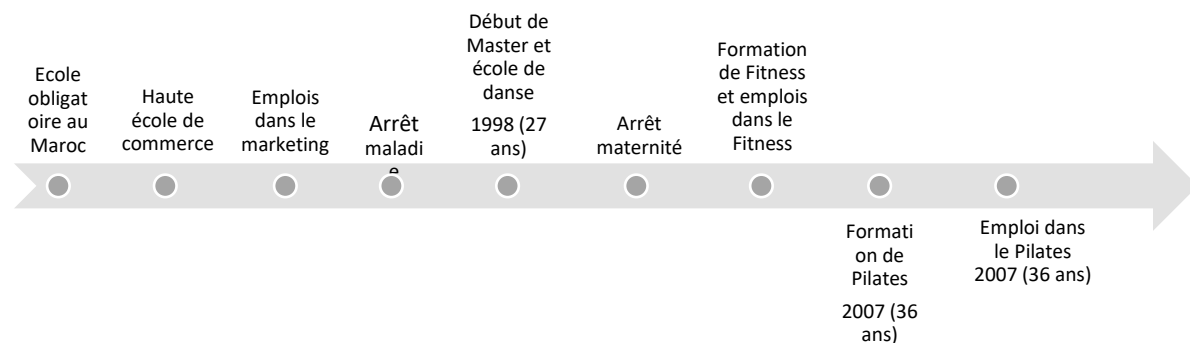 Ecole
obligat
oire au
Maroc
Haute
école de
commerce
Emplois
dans le
marketing
Arrêt
maladi
e
Début de
Master et
école de
danse
1998 (27
ans)
Arrêt
maternité
Formation
de Fitness
et emplois
dans le
Fitness
Formati
on de
Pilates
2007 (36
ans)
Emploi dans
le Pilates
2007 (36 ans)